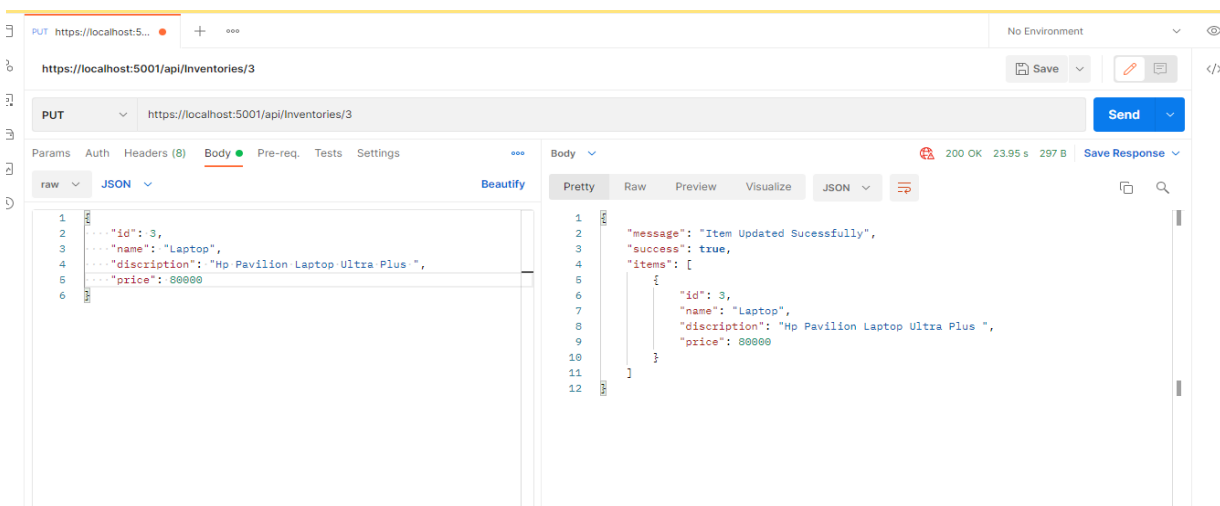 PUT https://localhost:5... No Environment
https://localhost:5001/api/Inventories/3 Save
PUT https://localhost:5001/api/Inventories/3 Send
Params Auth Headers (8) Body Pre-req. Tests Settings Body 200 OK 23.95 s 297 B Save Response
raw JSON Beautify Pretty Raw Preview Visualize JSON
1 {
2 "id": 3,
3 "name": "Laptop",
4 "discription": "Hp Pavilion Laptop Ultra Plus ",
5 "price": 80000
6 }
1 {
2 "message": "Item Updated Sucessfully",
3 "success": true,
4 "items": [
5 {
6 "id": 3,
7 "name": "Laptop",
8 "discription": "Hp Pavilion Laptop Ultra Plus ",
9 "price": 80000
10 }
11 ]
12 }